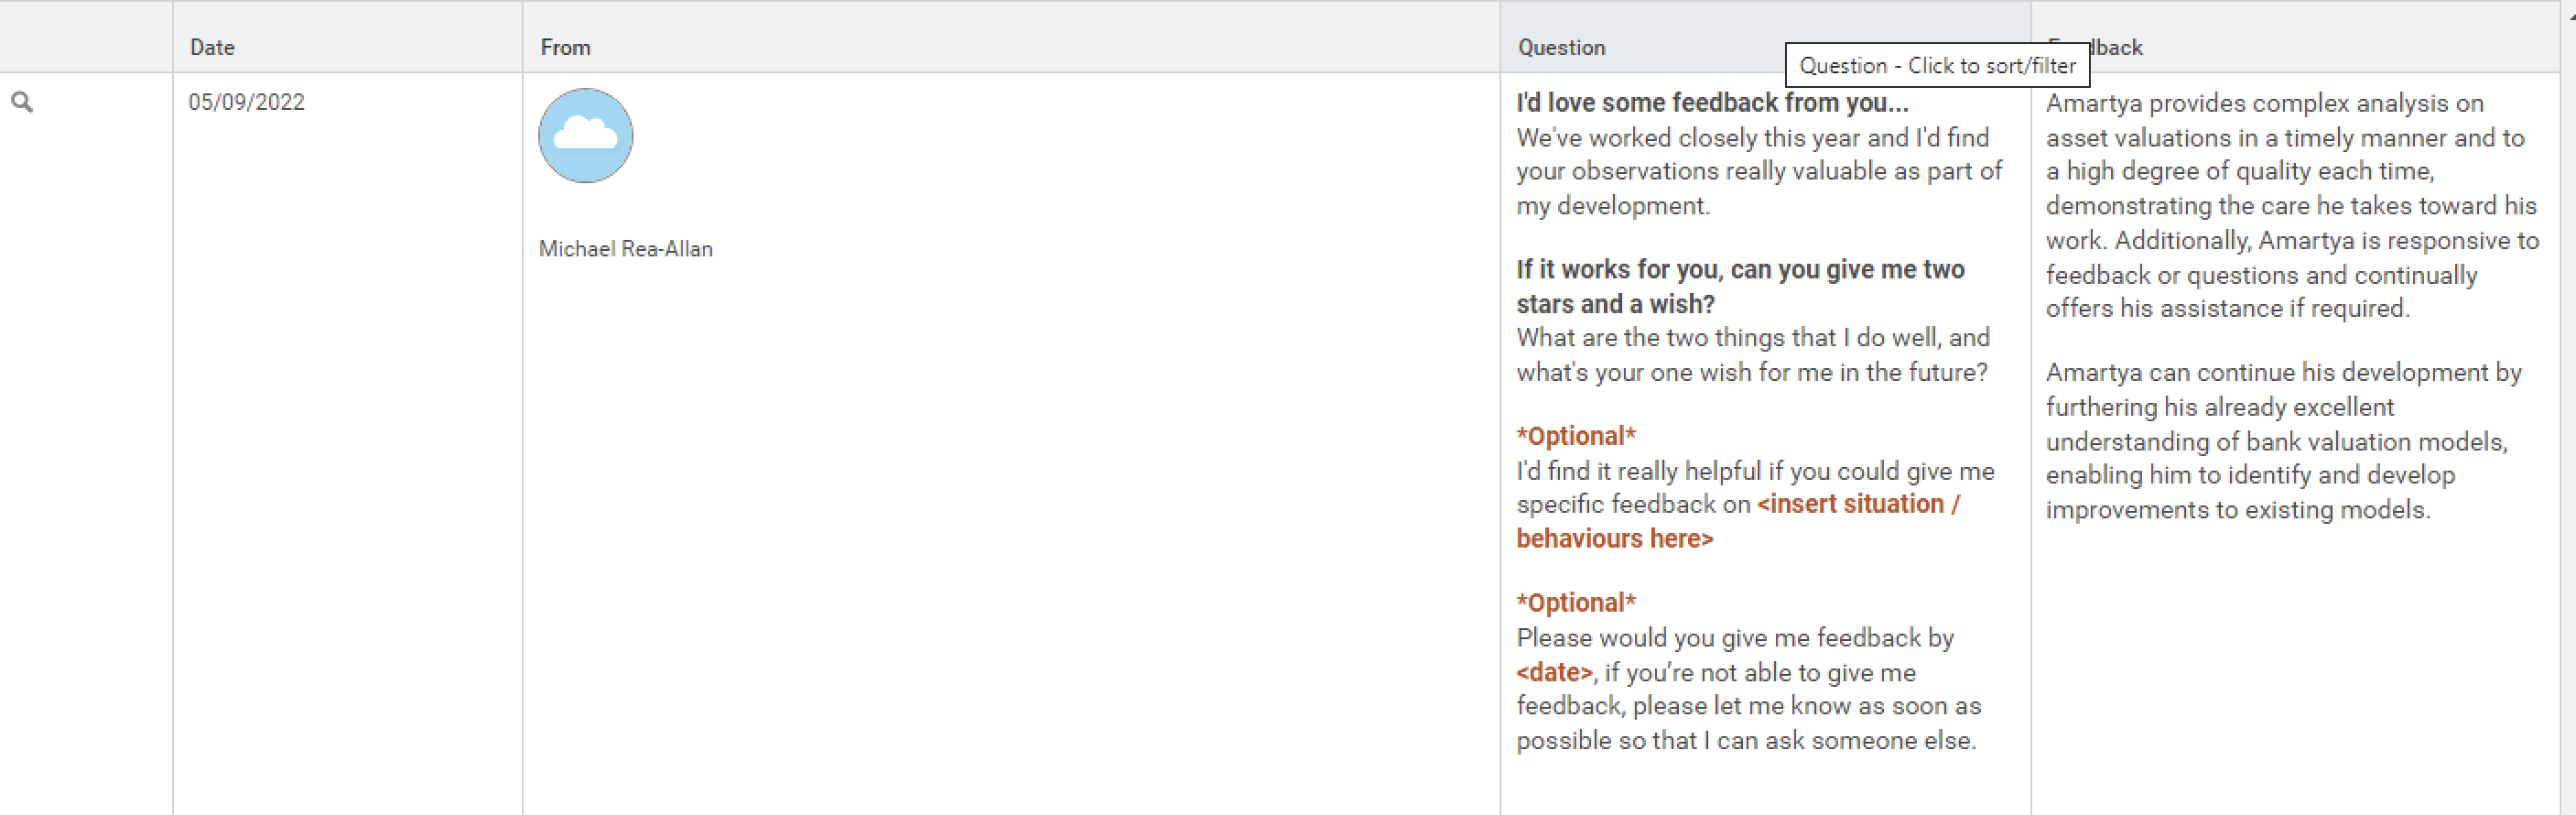 Date
From
Question
dback
Question - Click to sort/filter
05/09/2022
Michael Rea-Allan
I'd love some feedback from you...
We've worked closely this year and I'd find
your observations really valuable as part of
my development.
If it works for you, can you give me two
stars and a wish?
What are the two things that I do well, and
what's your one wish for me in the future?
*Optional*
I'd find it really helpful if you could give me
specific feedback on <insert situation /
behaviours here>
*Optional*
Please would you give me feedback by
<date>, if you’re not able to give me
feedback, please let me know as soon as
possible so that I can ask someone else.
Amartya provides complex analysis on
asset valuations in a timely manner and to
a high degree of quality each time,
demonstrating the care he takes toward his
work. Additionally, Amartya is responsive to
feedback or questions and continually
offers his assistance if required.
Amartya can continue his development by
furthering his already excellent
understanding of bank valuation models,
enabling him to identify and develop
improvements to existing models.